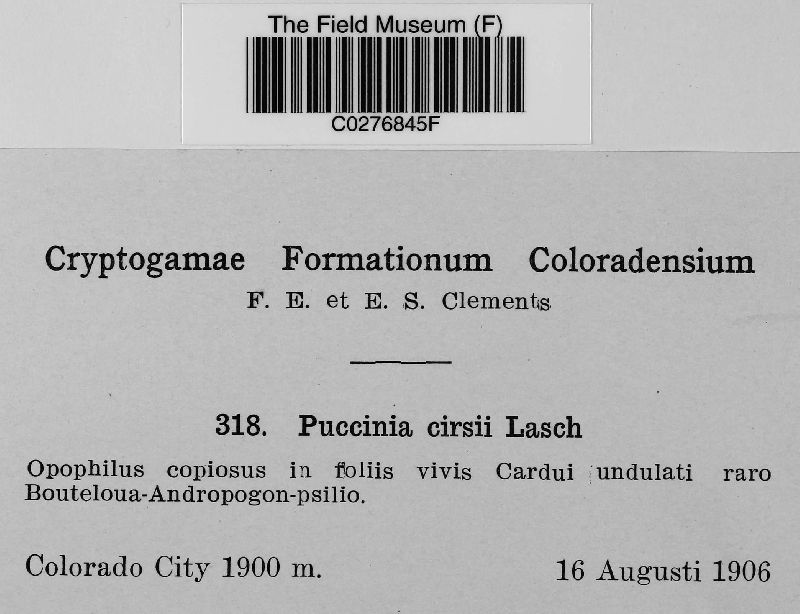 The Field Museum (F)
C0276845F
Cryptogamae Formationum Coloradensium
F. E. et E. S. Clements
318. Puccinia cirsii Lasch
Opophilus copiosus in foliis vivis Cardui undulati raro
Bouteloua-Andropogon-psilio.
Colorado City 1900 m. 16 Augusti 1906